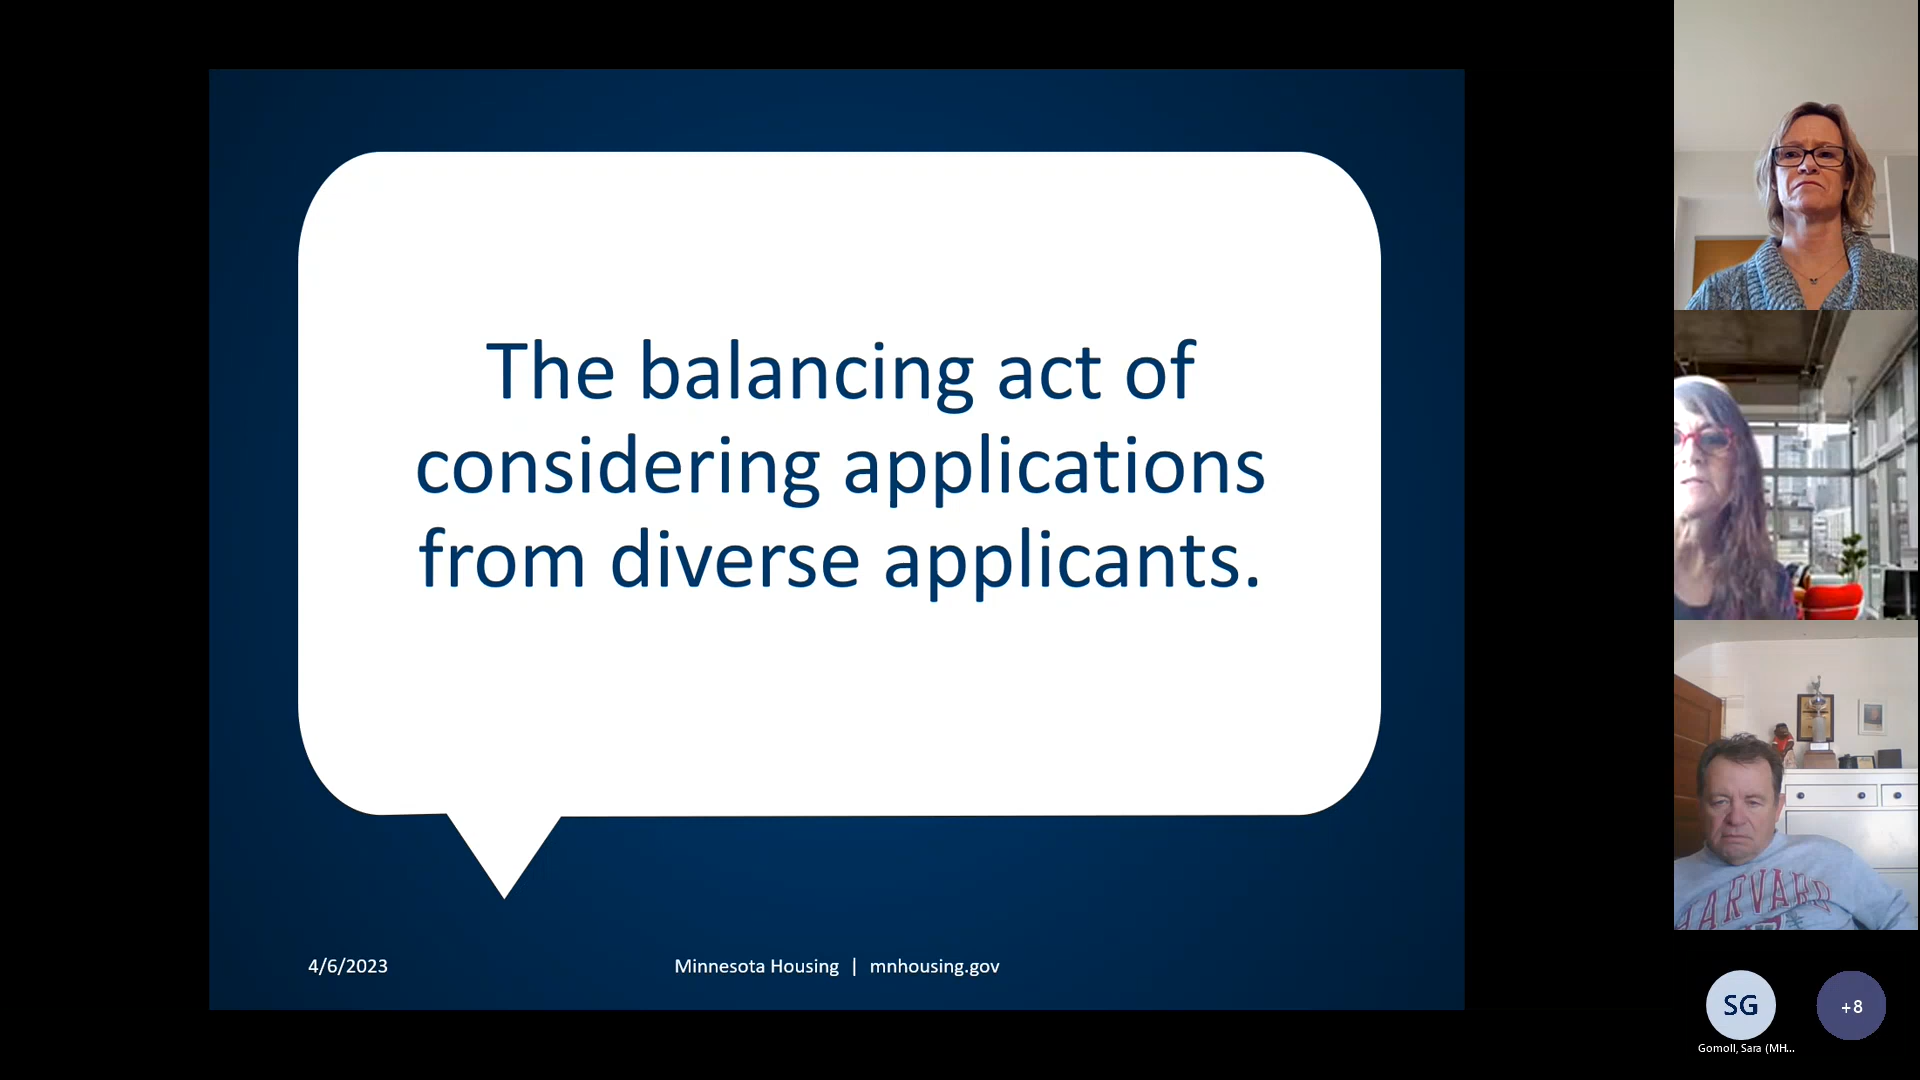 The balancing act of
considering applications
from diverse applicants.
4/6/2023
Minnesota Housing | mnhousing.gov
HARVARD
SG
+8
Gomoll, Sara (MH...